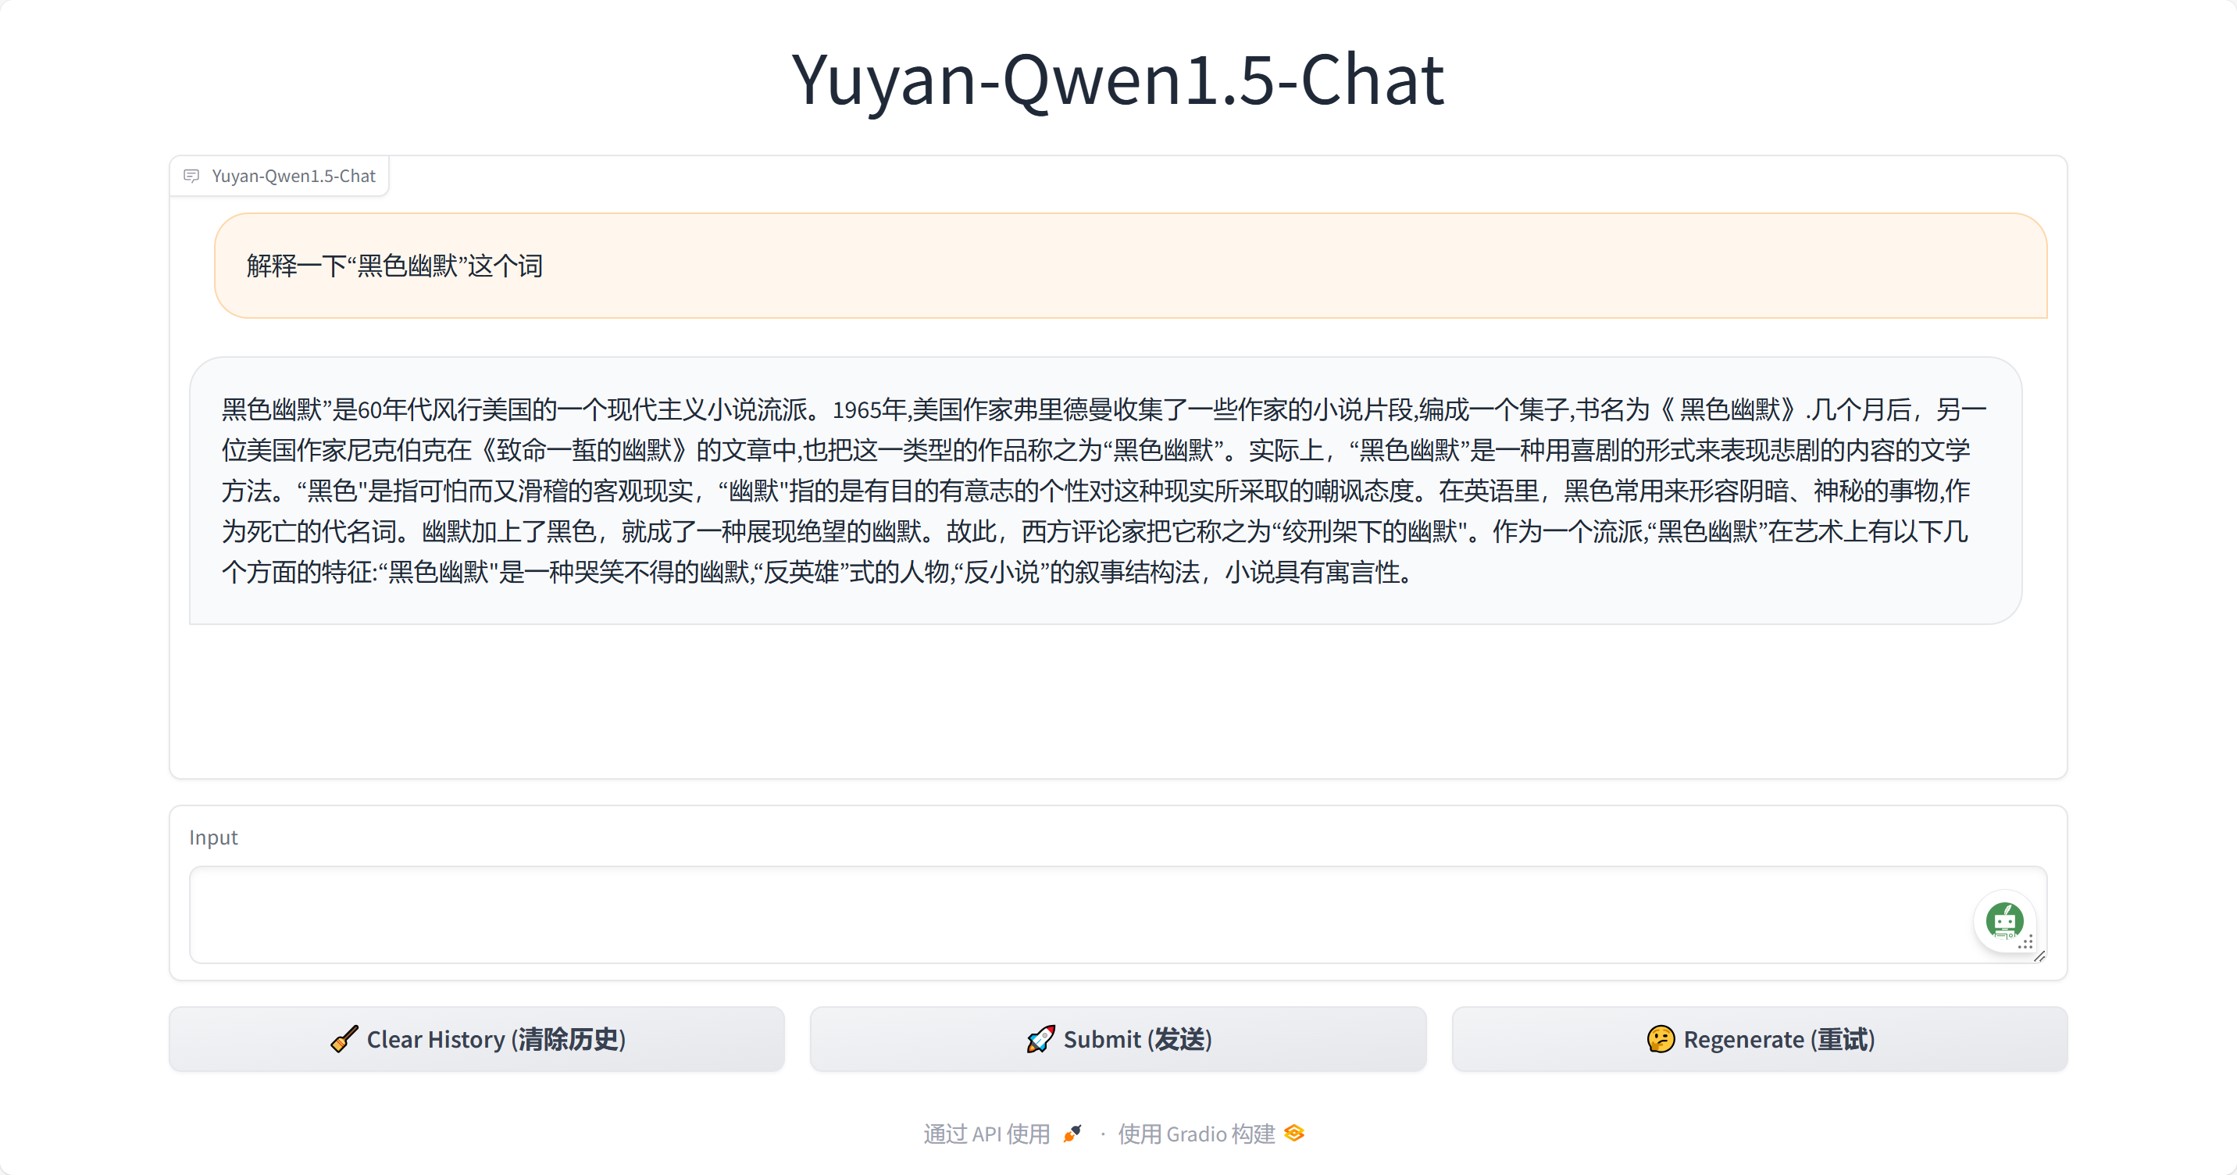 Yuyan-Qwen1.5-Chat
Yuyan-Qwen1.5-Chat
解释一下“黑色幽默”这个词
黑色幽默”是60年代风行美国的一个现代主义小说流派。1965年,美国作家弗里德曼收集了一些作家的小说片段,编成一个集子,书名为《 黑色幽默》.几个月后，另一
位美国作家尼克伯克在《致命一蜇的幽默》的文章中,也把这一类型的作品称之为“黑色幽默”。实际上，“黑色幽默”是一种用喜剧的形式来表现悲剧的内容的文学
方法。“黑色"是指可怕而又滑稽的客观现实，“幽默"指的是有目的有意志的个性对这种现实所采取的嘲讽态度。在英语里，黑色常用来形容阴暗、神秘的事物,作
为死亡的代名词。幽默加上了黑色，就成了一种展现绝望的幽默。故此，西方评论家把它称之为“绞刑架下的幽默"。作为一个流派,“黑色幽默”在艺术上有以下几
个方面的特征:“黑色幽默"是一种哭笑不得的幽默,“反英雄”式的人物,“反小说”的叙事结构法，小说具有寓言性。
Input
Clear History (清除历史)
Submit (发送)
Regenerate (重试)
通过 API 使用 · 使用 Gradio 构建